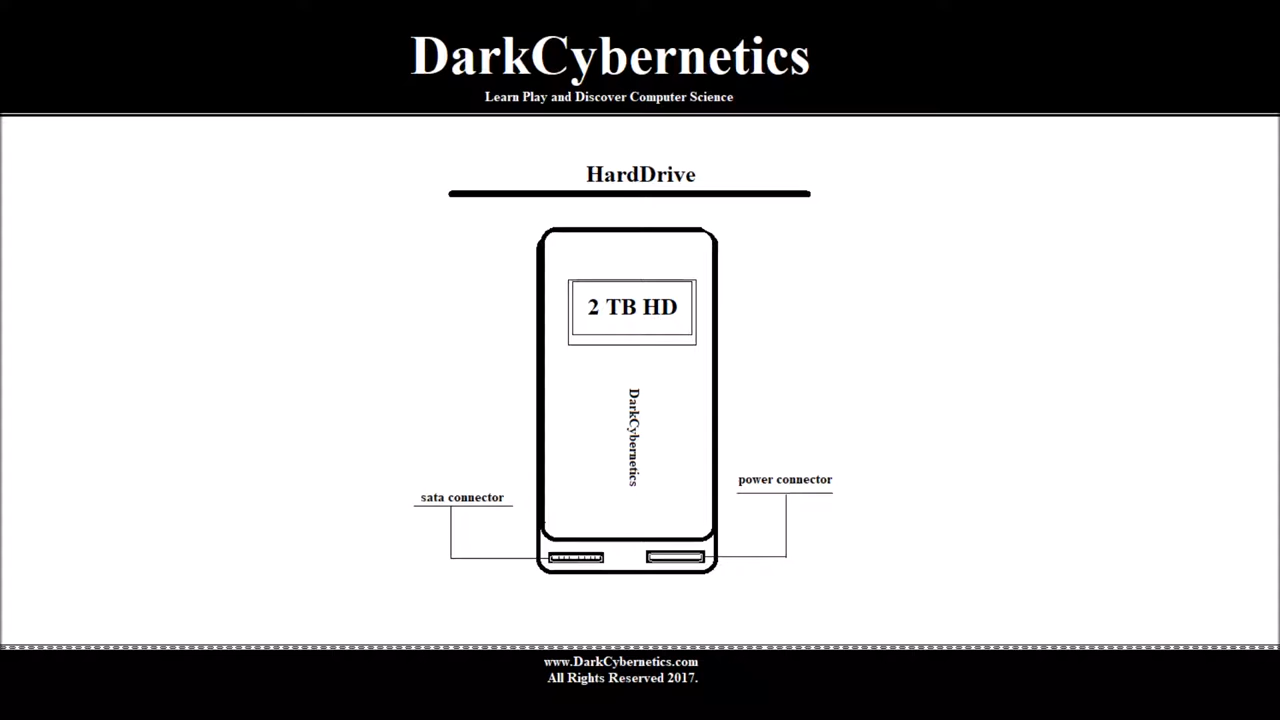 DarkCybernetics
Learn Play and Discover Computer Science
HardDrive
2 TB HD
DarkCybernetics
sata connector
power connector
www.DarkCybernetics.com
All Rights Reserved 2017.